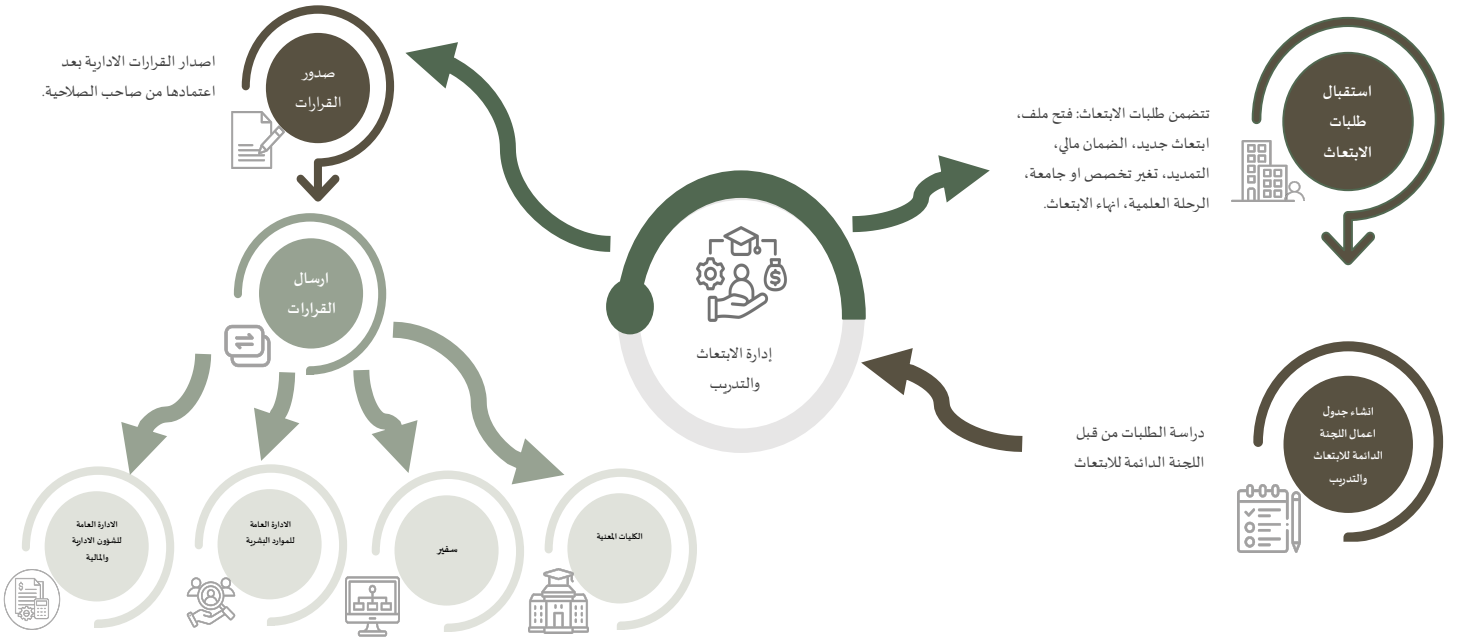 استقبال
طلبات
الابتعاث
تتضمن طلبات الابتعاث: فتح ملف،
ابتعاث جديد، الضمان مالي،
التمديد، تغير تخصص او جامعة،
الرحلة العلمية، انهاء الابتعاث.
انشاء جدول
اعمال اللجنة
الدائمة للابتعاث
والتدريب
دراسة الطلبات من قبل
اللجنة الدائمة للابتعاث
إدارة الابتعاث
والتدريب
صدور
القرارات
اصدار القرارات الادارية بعد
اعتمادها من صاحب الصلاحية.
ارسال
القرارات
الكليات المعنية
سفير
الادارة العامة
للموارد البشرية
الادارة العامة
للشؤون الادارية
والمالية